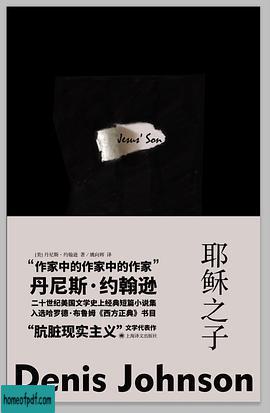 Jesus' Son
[美] 丹尼斯·约翰逊 著 / 姚向辉 译
“作家中的作家中的作家”
丹尼斯·约翰逊
二十世纪美国文学史上经典短篇小说集
入选哈罗德·布鲁姆《西方正典》书目
“肮脏现实主义”文学代表作
上海译文出版社
耶稣之子
Denis Johnson
homeofpdf.com